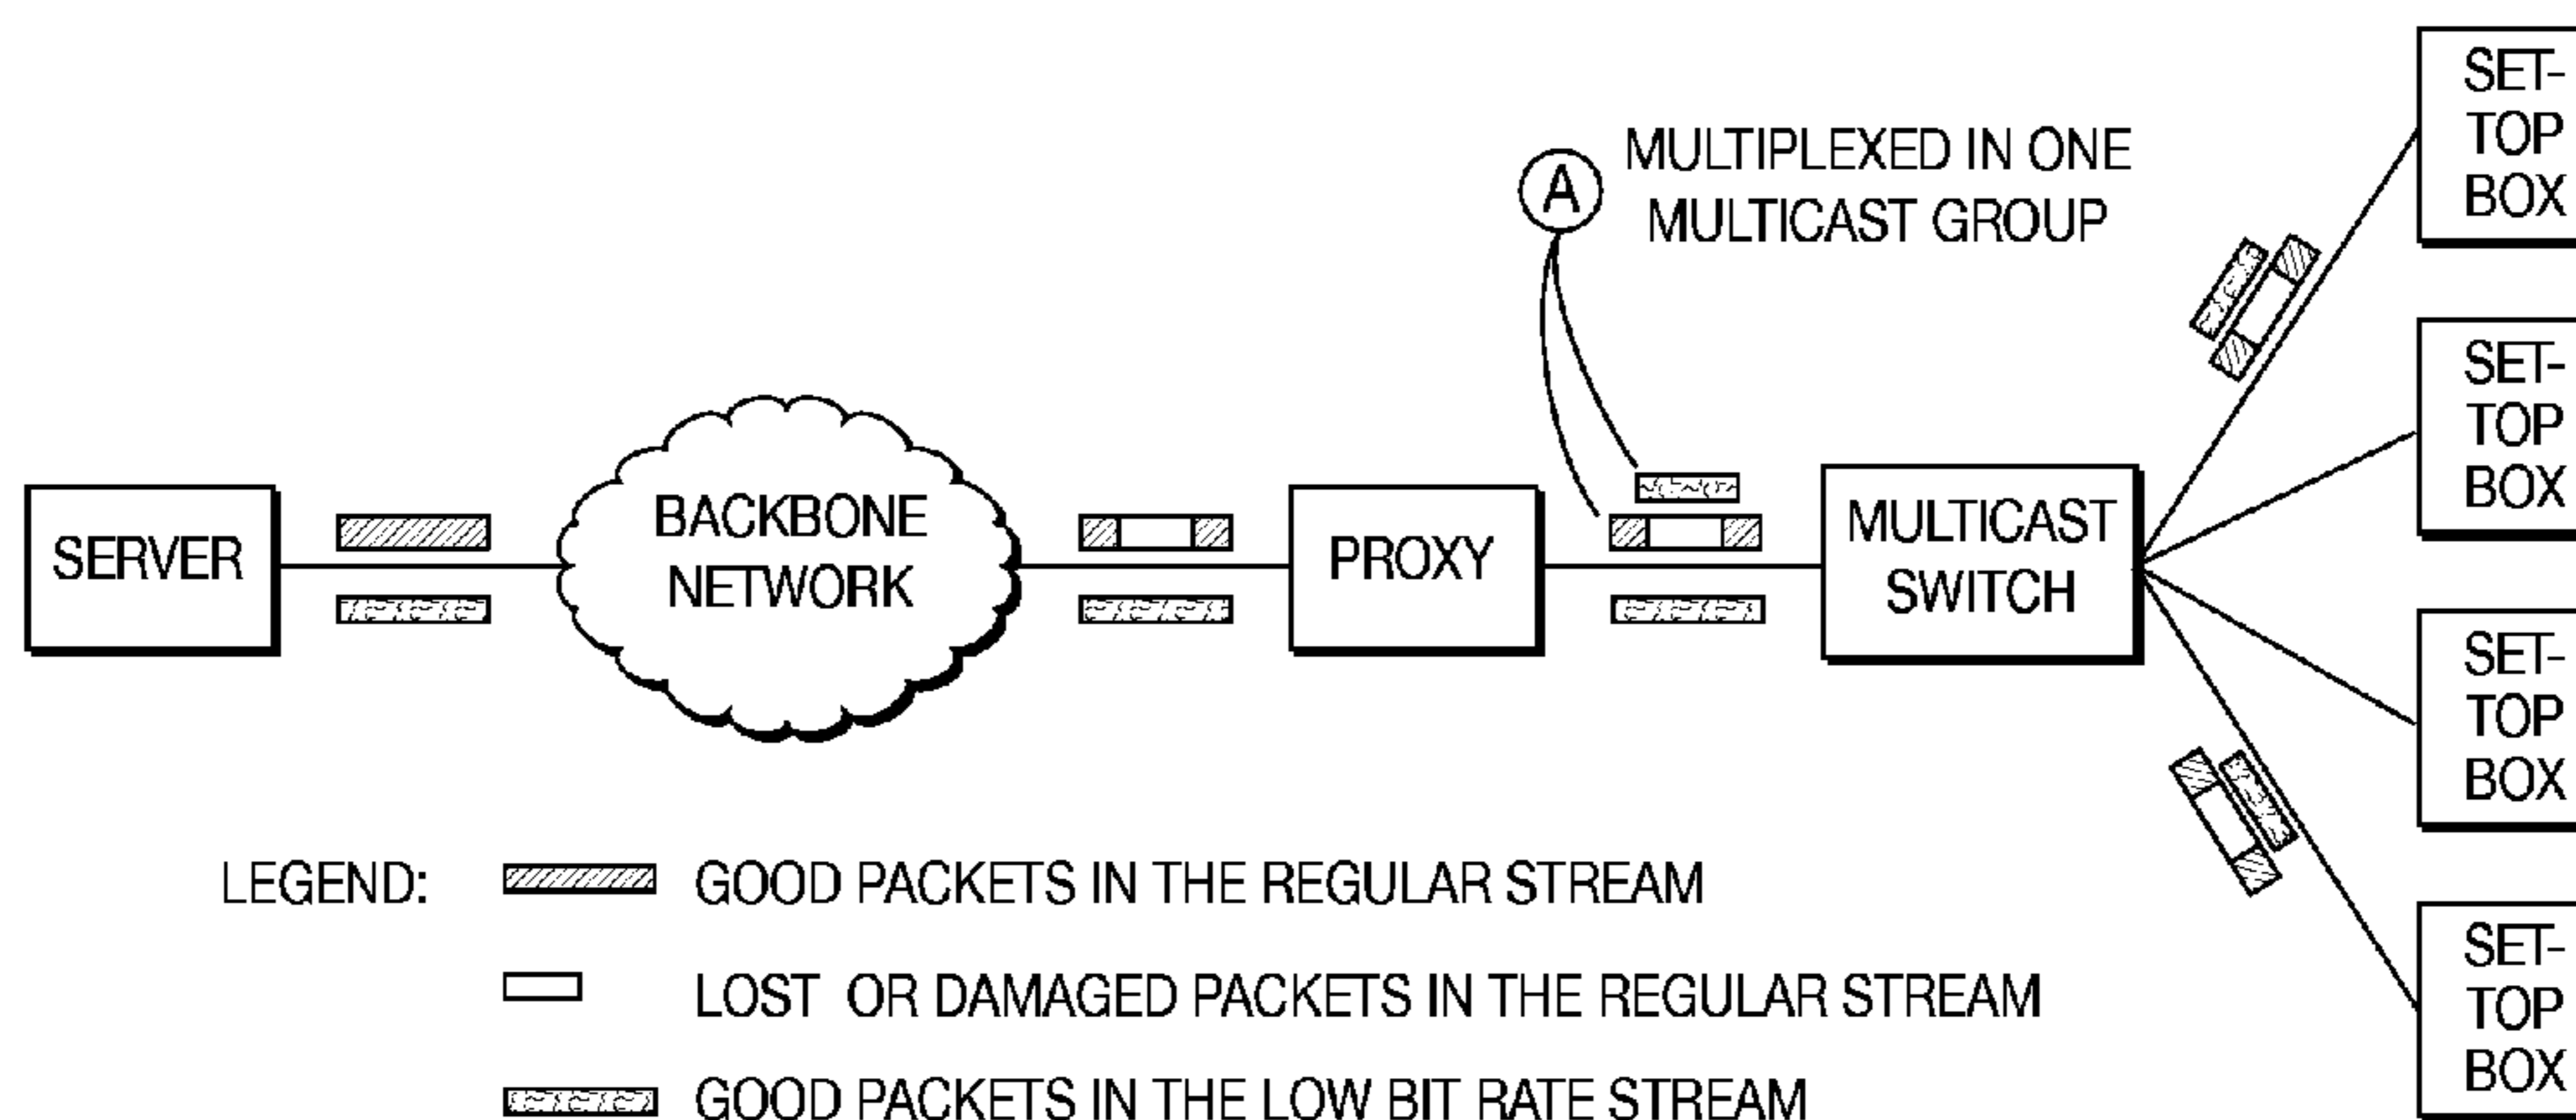 SET-
TOP
BOX
A
MULTIPLEXED IN ONE
MULTICAST GROUP
SET-
TOP
BOX
SERVER
BACKBONE
NETWORK
PROXY
MULTICAST
SWITCH
SET-
TOP
BOX
LEGEND:
GOOD PACKETS IN THE REGULAR STREAM
LOST OR DAMAGED PACKETS IN THE REGULAR STREAM
GOOD PACKETS IN THE LOW BIT RATE STREAM
SET-
TOP
BOX